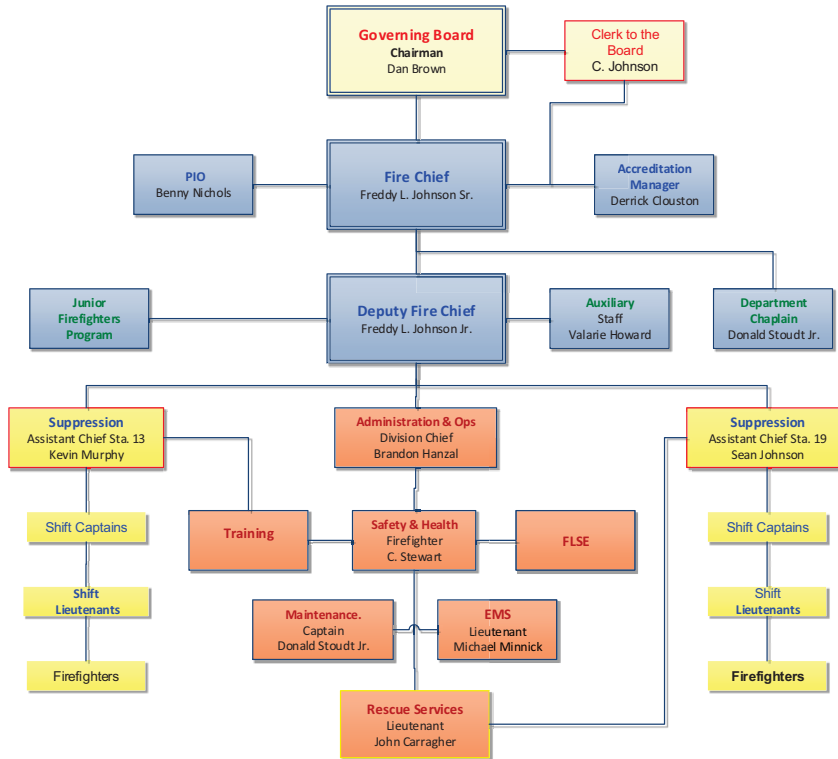 Governing Board
Chairman
Dan Brown
Clerk to the
Board
C. Johnson
PIO
Benny Nichols
Fire Chief
Freddy L. Johnson Sr.
Accreditation
Manager
Derrick Clouston
Junior
Firefighters
Program
Deputy Fire Chief
Freddy L. Johnson Jr.
Auxiliary
Staff
Valarie Howard
Department
Chaplain
Donald Stoudt Jr.
Suppression
Assistant Chief Sta. 13
Kevin Murphy
Administration & Ops
Division Chief
Brandon Hanzal
Suppression
Assistant Chief Sta. 19
Sean Johnson
Shift Captains
Training
Safety & Health
Firefighter
C. Stewart
FLSE
Shift Captains
Shift
Lieutenants
Maintenance.
Captain
Donald Stoudt Jr.
EMS
Lieutenant
Michael Minnick
Shift
Lieutenants
Firefighters
Rescue Services
Lieutenant
John Carragher
Firefighters